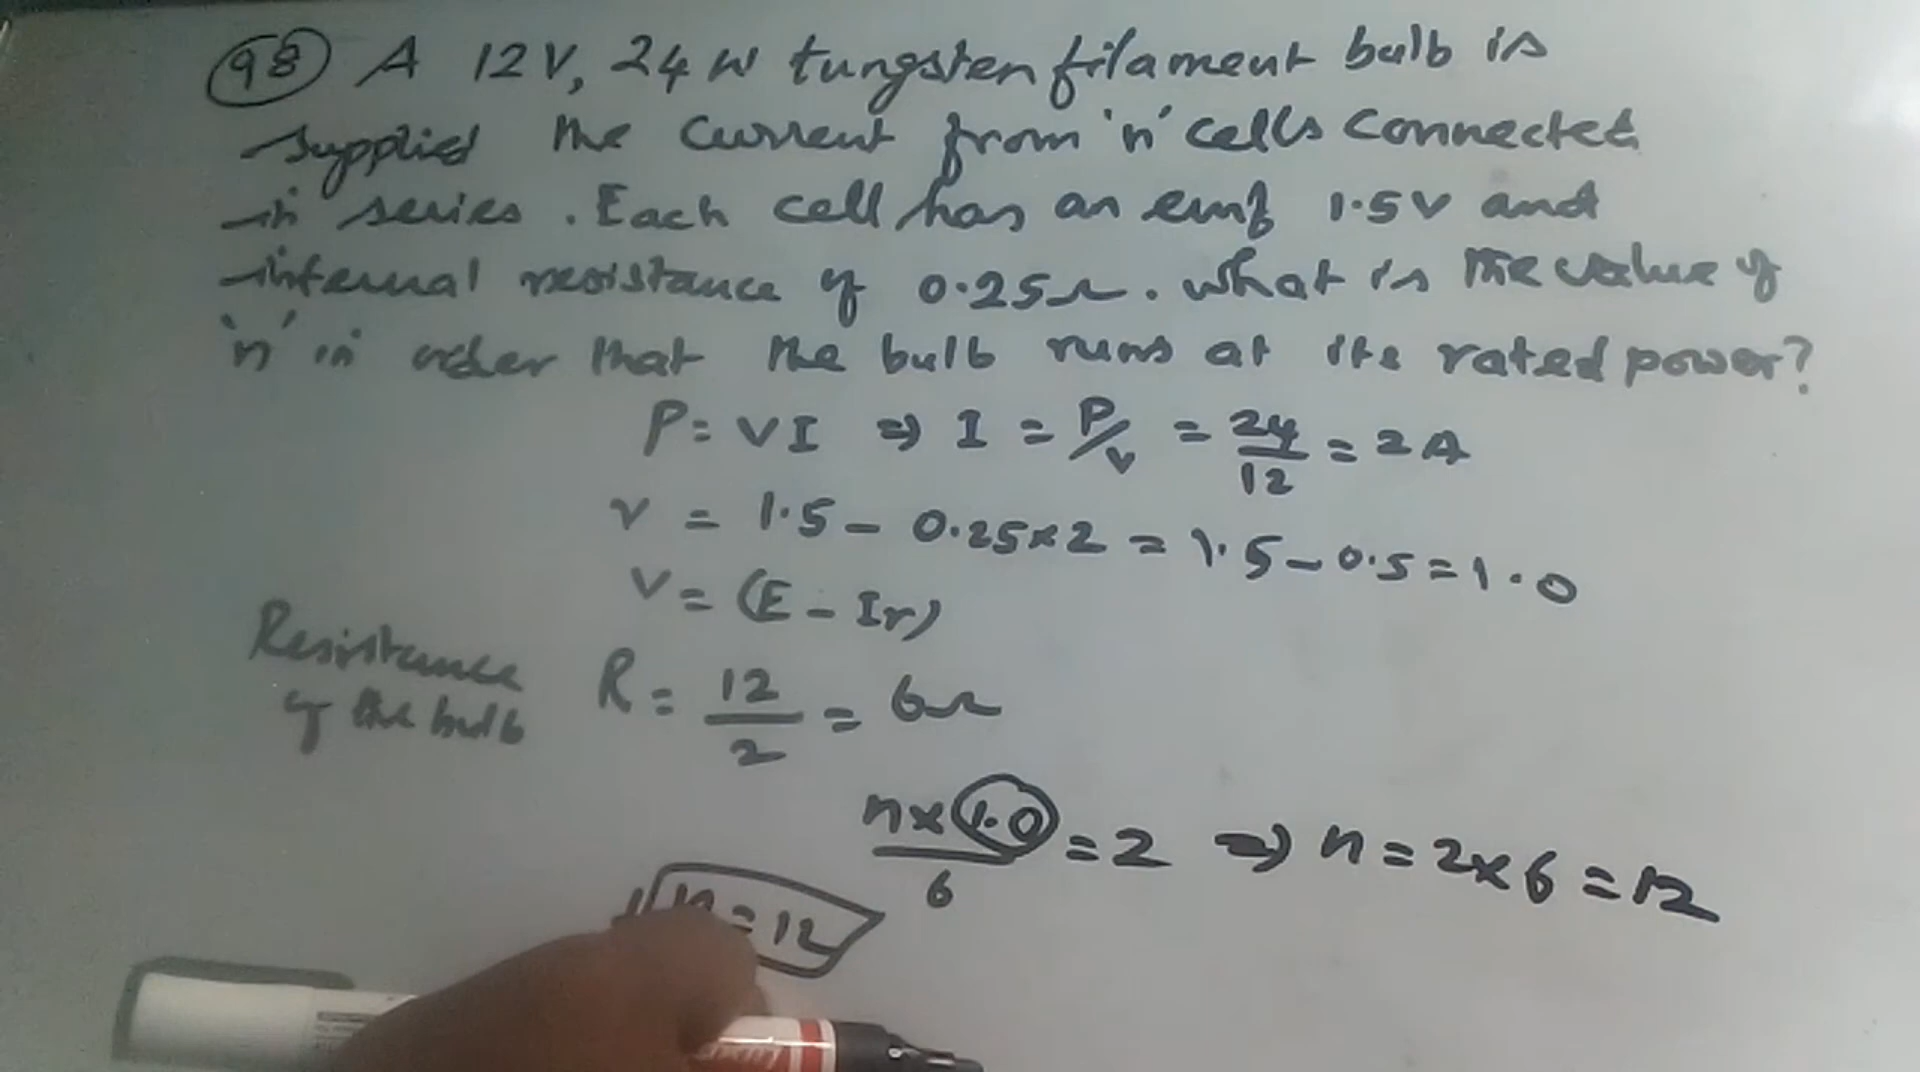 98 A 12V, 24W tungsten filament bulb is
supplied the current from 'n' cells connected
in series. Each cell has an emf 1.5V and
internal resistance of 0.25Ω. What is the value of
'n' in order that the bulb runs at its rated power?
P = VI ⇒ I = P/V = 24/12 = 2A
V = 1.5 - 0.25×2 = 1.5 - 0.5 = 1.0
V = (E - Ir)
Resistance of the bulb R = 12/2 = 6Ω
n×1.0/6 = 2 ⇒ n = 2×6 = 12
n = 12